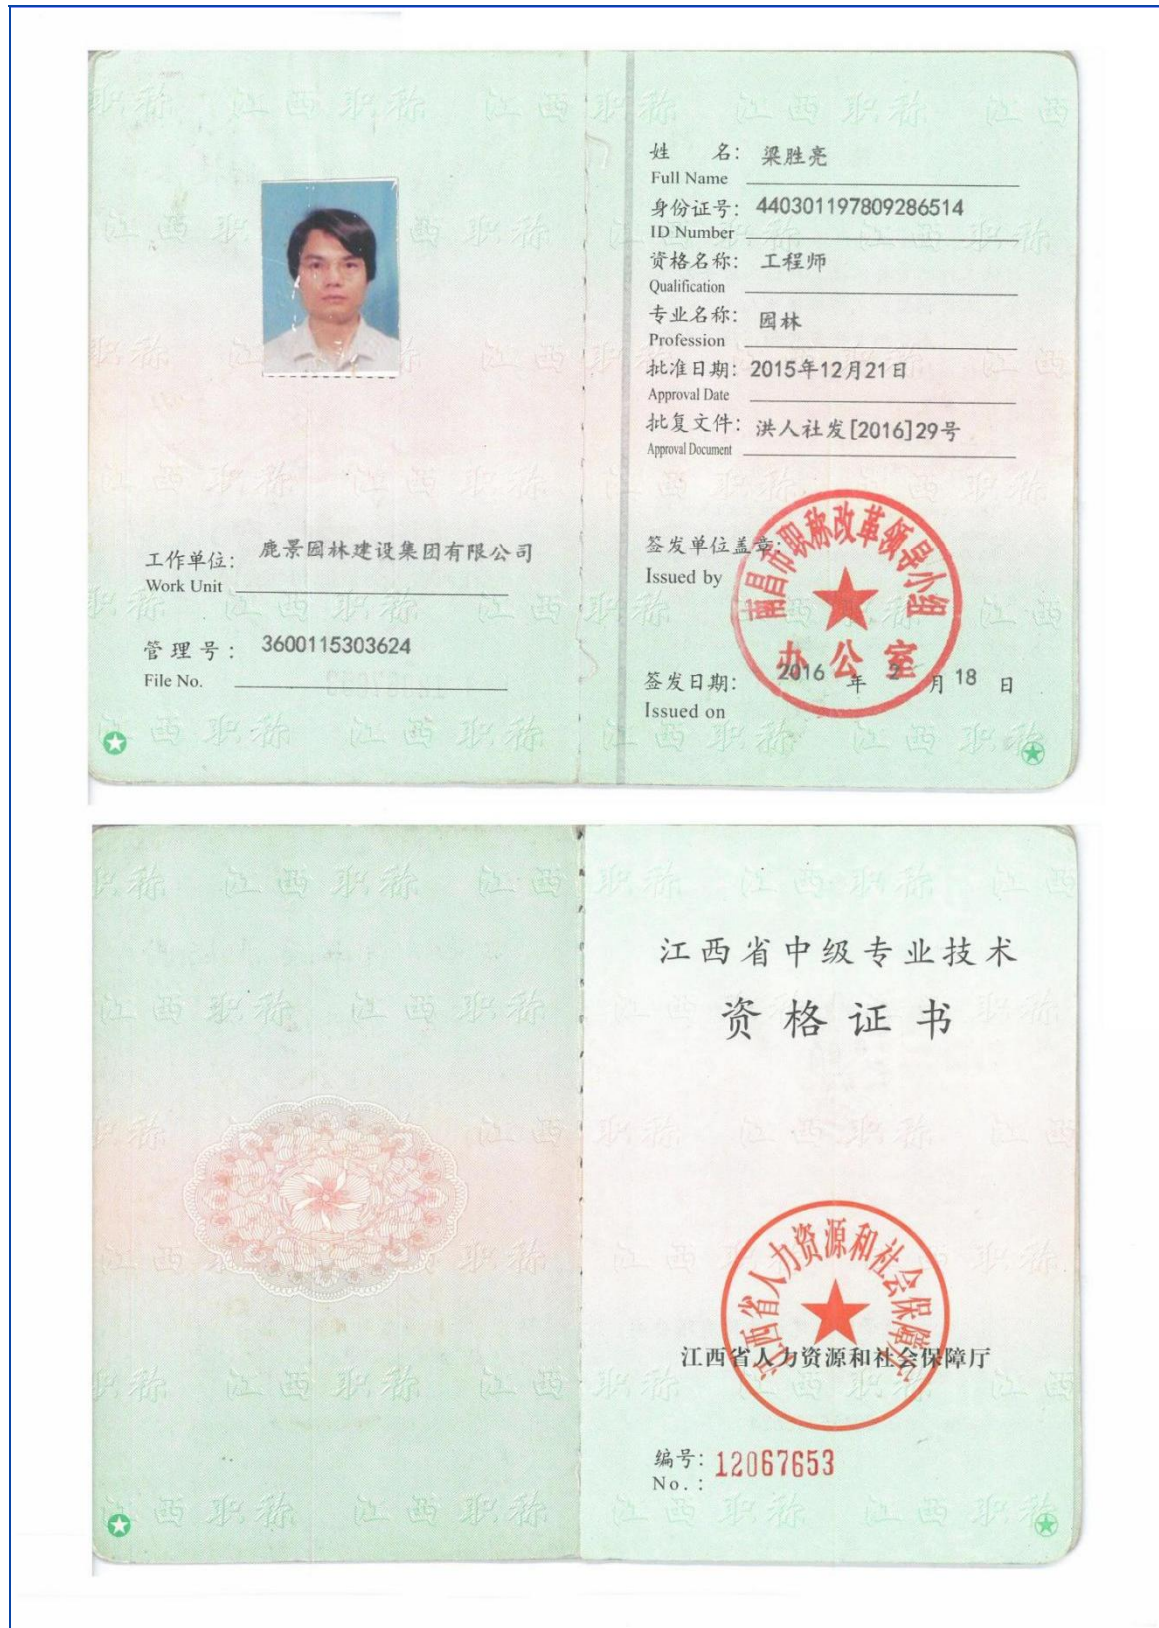 姓 名: 梁胜亮
Full Name
身份证号: 440301197809286514
ID Number
资格名称: 工程师
Qualification
专业名称: 园林
Profession
批准日期: 2015年12月21日
Approval Date
批复文件: 洪人社发[2016]29号
Approval Document
签发单位盖章:
Issued by
南昌市职称改革领导小组
办公室
签发日期: 2016 年 2 月 18 日
Issued on
工作单位: 鹿景园林建设集团有限公司
Work Unit
管理号: 3600115303624
File No.
江西省中级专业技术
资格证书
江西省人力资源和社会保障厅
江西省人力资源和社会保障厅
编号: 12067653
No.:
江西职称